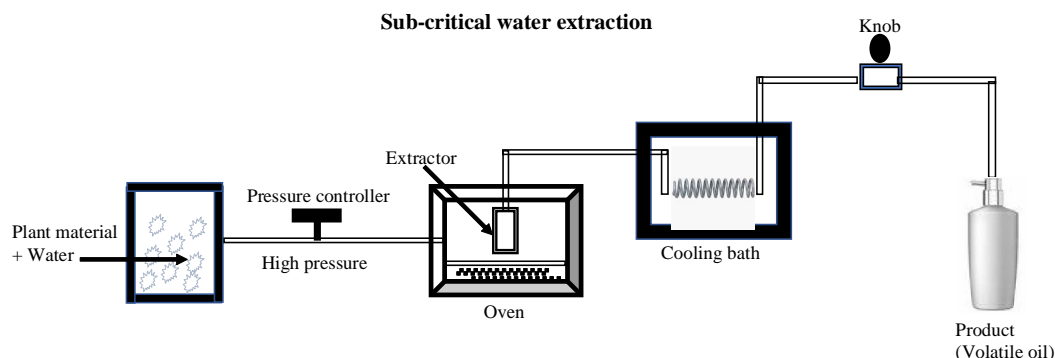 Sub-critical water extraction
Knob
Extractor
Pressure controller
Plant material
+ Water
High pressure
Cooling bath
Oven
Product
(Volatile oil)